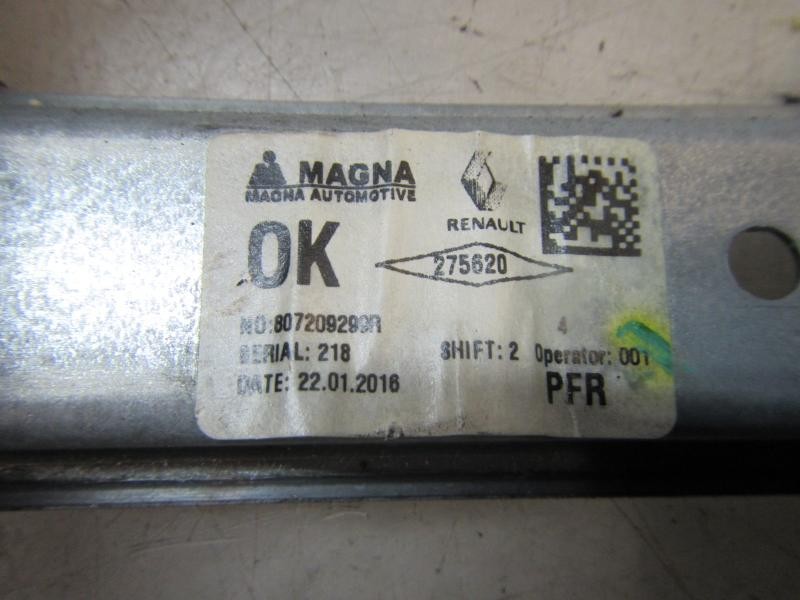 MAGNA
MAGNA AUTOMOTIVE
RENAULT
OK
275620
NO:807209299R
4
SERIAL: 218 SHIFT: 2 Operator: 001
DATE: 22.01.2016 PFR